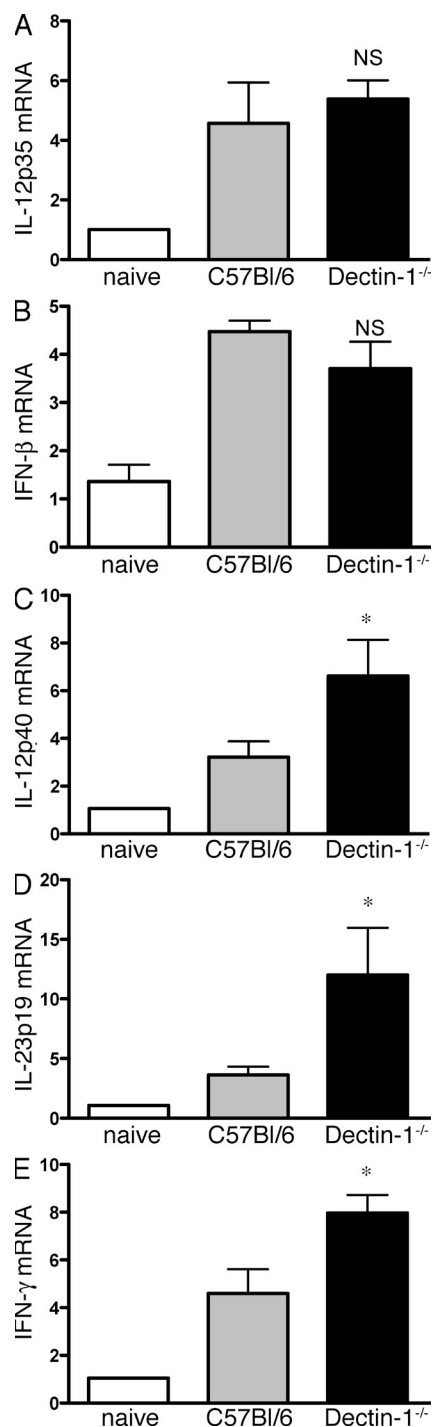 A
IL-12p35 mRNA
8
6
4
2
0
NS
naive
C57Bl/6
Dectin-1-/-
B
IFN-β mRNA
5
4
3
2
1
0
NS
naive
C57Bl/6
Dectin-1-/-
C
IL-12p40 mRNA
10
8
6
4
2
0
*
naive
C57Bl/6
Dectin-1-/-
D
IL-23p19 mRNA
20
15
10
5
0
*
naive
C57Bl/6
Dectin-1-/-
E
IFN-γ mRNA
10
8
6
4
2
0
*
naive
C57Bl/6
Dectin-1-/-